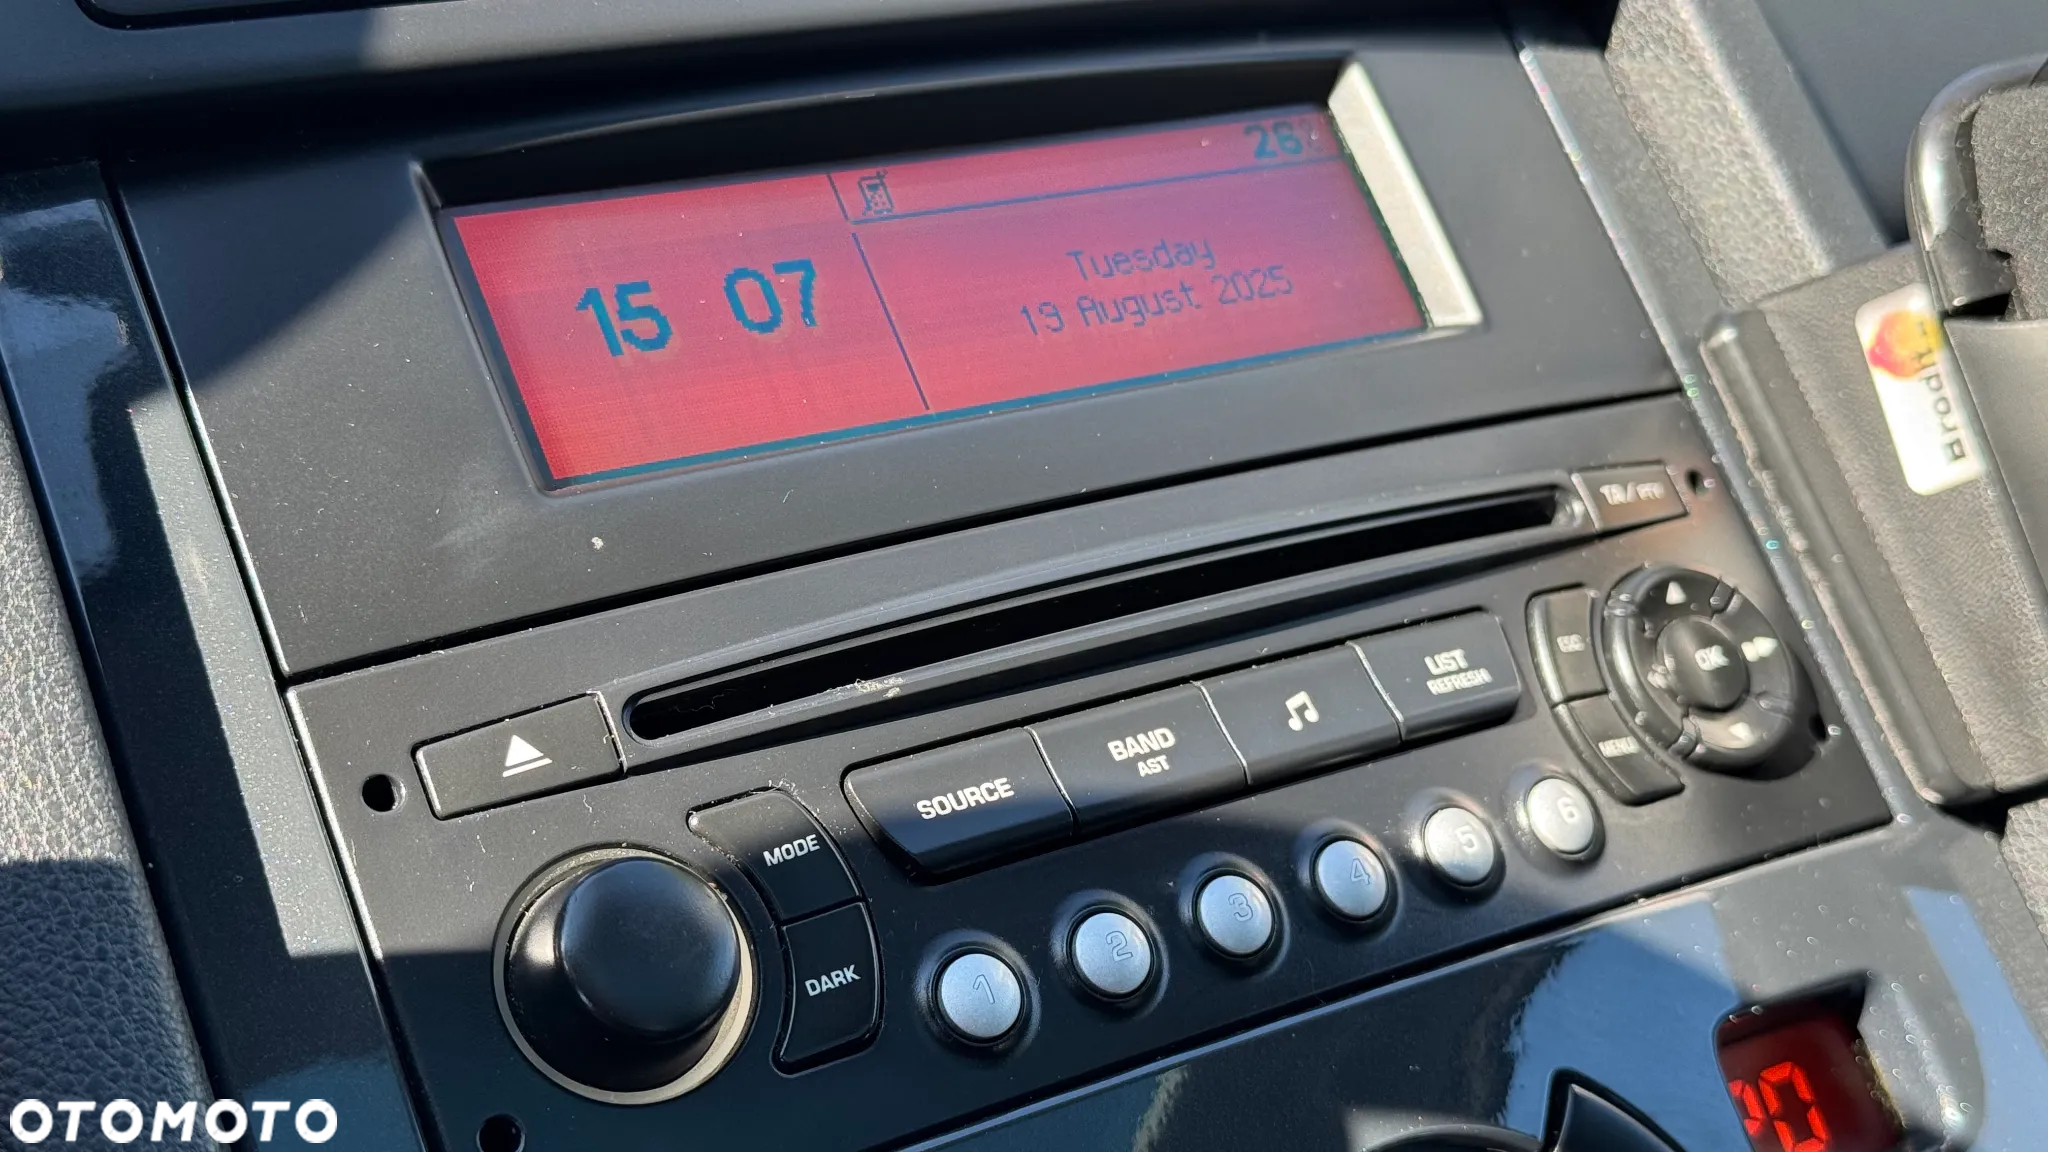 26°
15 07
Tuesday
19 August 2025
Brodit
TA / PTY
LIST
REFRESH
ESC
OK
MENU
BAND
AST
SOURCE
MODE
DARK
1 2 3 4 5 6
OTOMOTO